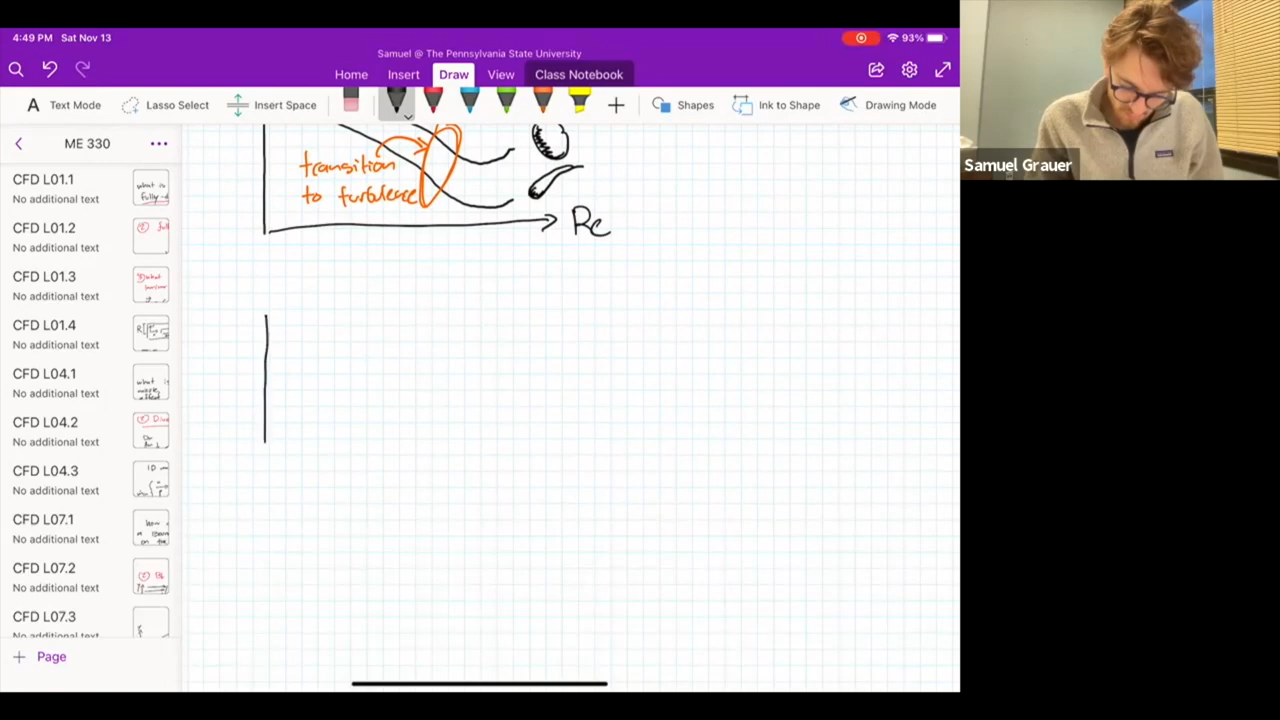 4:49 PM Sat Nov 13
93%
Samuel @ The Pennsylvania State University
Home Insert Draw View Class Notebook
A Text Mode Lasso Select Insert Space Shapes Ink to Shape Drawing Mode
ME 330
CFD L01.1
No additional text
CFD L01.2
No additional text
CFD L01.3
No additional text
CFD L01.4
No additional text
CFD L04.1
No additional text
CFD L04.2
No additional text
CFD L04.3
No additional text
CFD L07.1
No additional text
CFD L07.2
No additional text
CFD L07.3
No additional text
+ Page
transition
to turbulence
Re
Samuel Grauer